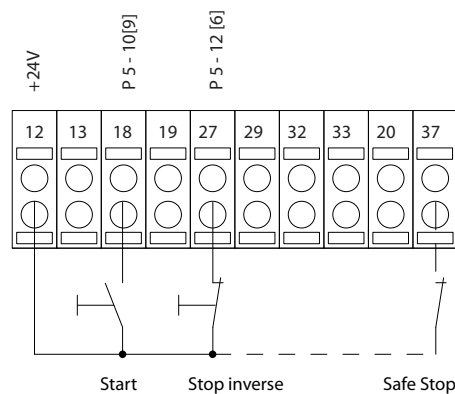 +24V
P 5 - 10[9]
P 5 - 12 [6]
12 13 18 19 27 29 32 33 20 37
Start Stop inverse Safe Stop